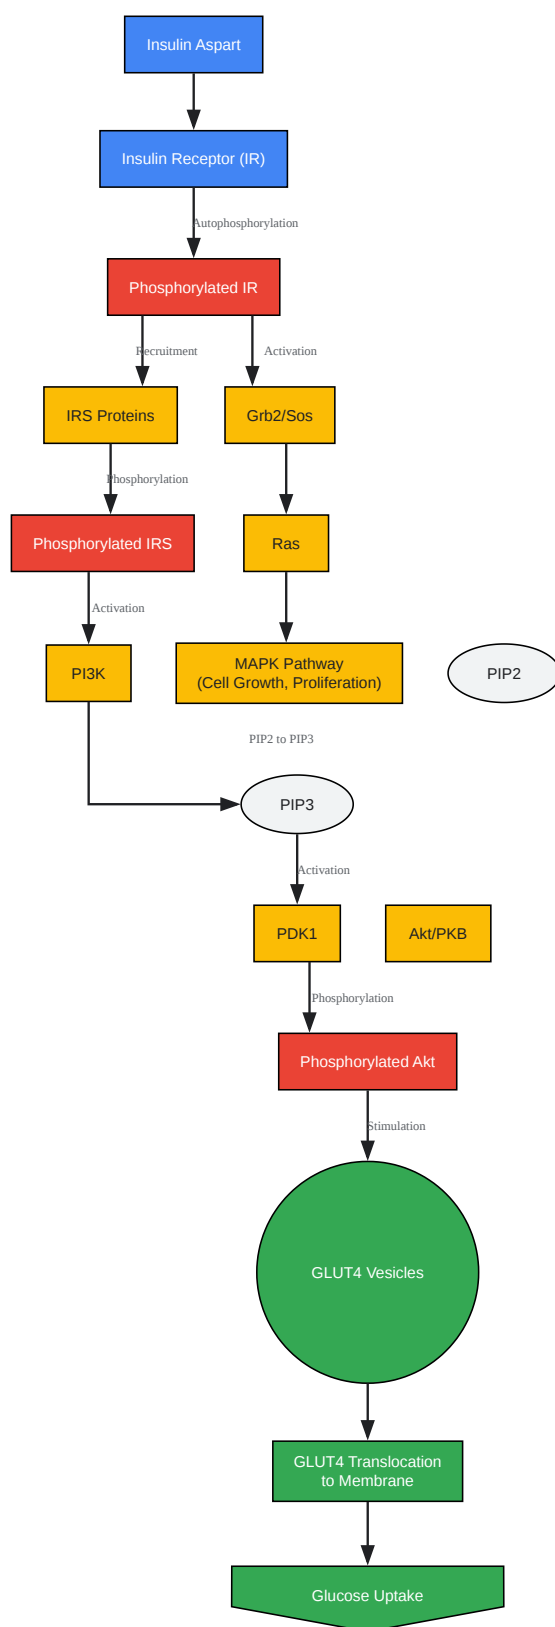 Insulin Aspart
Insulin Receptor (IR)
Autophosphorylation
Phosphorylated IR
Recruitment
Activation
IRS Proteins
Grb2/Sos
Phosphorylation
Phosphorylated IRS
Ras
Activation
PI3K
MAPK Pathway
(Cell Growth, Proliferation)
PIP2
PIP2 to PIP3
PIP3
Activation
PDK1
Akt/PKB
Phosphorylation
Phosphorylated Akt
Stimulation
GLUT4 Vesicles
GLUT4 Translocation
to Membrane
Glucose Uptake